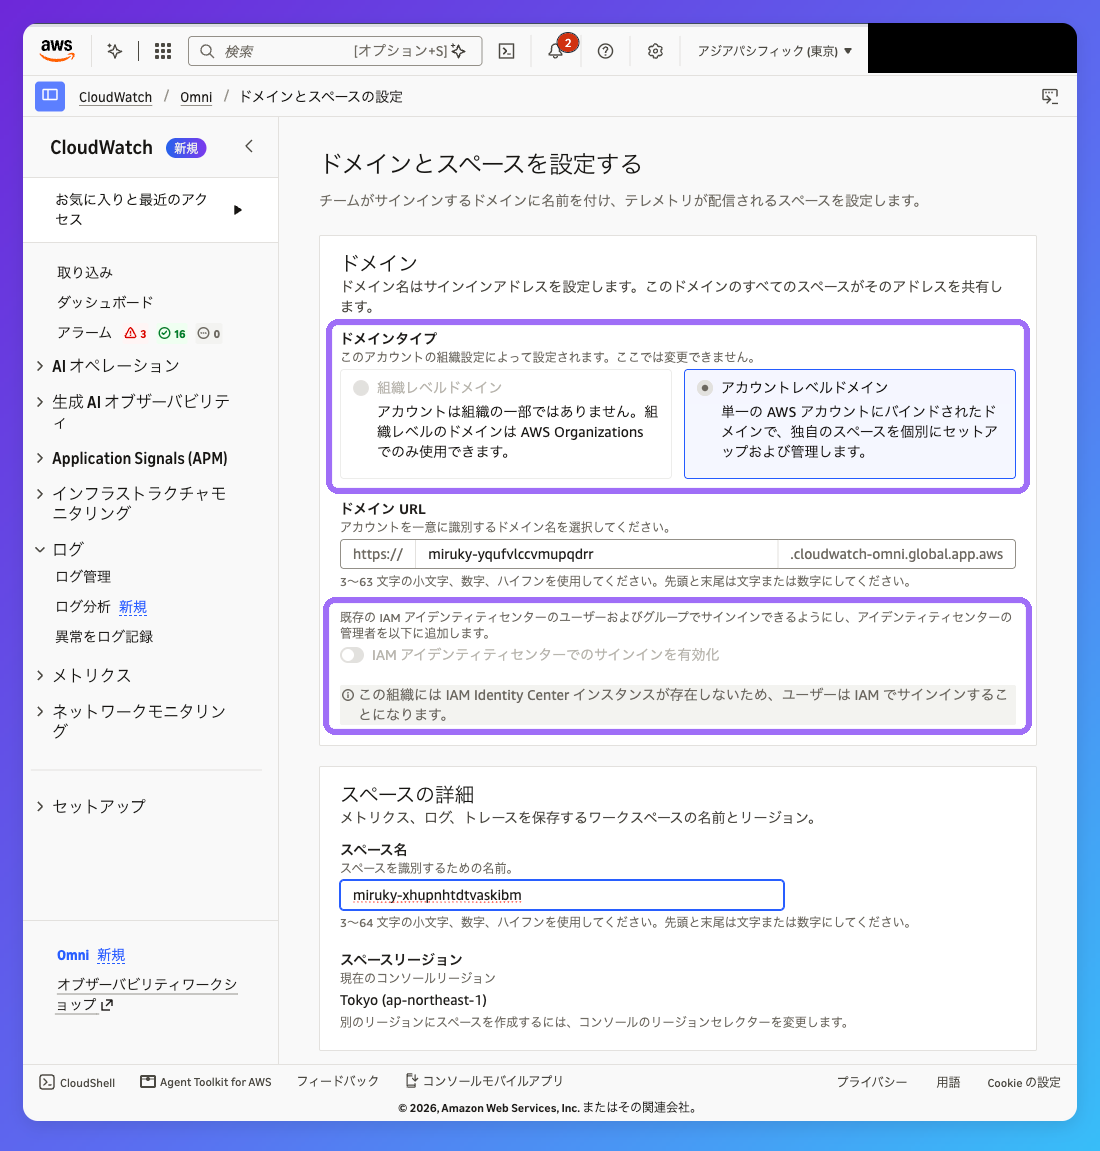 aws
検索
[オプション+S]
2
アジアパシフィック (東京) ▼
CloudWatch / Omni / ドメインとスペースの設定
CloudWatch 新規
お気に入りと最近のアク
セス
取り込み
ダッシュボード
アラーム 3 16 0
AI オペレーション
生成 AI オブザーバビリテ
ィ
Application Signals (APM)
インフラストラクチャモ
ニタリング
ログ
ログ管理
ログ分析 新規
異常をログ記録
メトリクス
ネットワークモニタリン
グ
セットアップ
Omni 新規
オブザーバビリティワークシ
ョップ
ドメインとスペースを設定する
チームがサインインするドメインに名前を付け、テレメトリが配信されるスペースを設定します。
ドメイン
ドメイン名はサインインアドレスを設定します。このドメインのすべてのスペースがそのアドレスを共有し
ます。
ドメインタイプ
このアカウントの組織設定によって設定されます。ここでは変更できません。
組織レベルドメイン
アカウントは組織の一部ではありません。組
織レベルのドメインは AWS Organizations
でのみ使用できます。
アカウントレベルドメイン
単一の AWS アカウントにバインドされたド
メインで、独自のスペースを個別にセットア
ップおよび管理します。
ドメイン URL
アカウントを一意に識別するドメイン名を選択してください。
https:// miruky-yqufvlccvmupqdrr .cloudwatch-omni.global.app.aws
3〜63 文字の小文字、数字、ハイフンを使用してください。先頭と末尾は文字または数字にしてください。
既存の IAM アイデンティティセンターのユーザーおよびグループでサインインできるようにし、アイデンティティセンターの
管理者を以下に追加します。
IAM アイデンティティセンターでのサインインを有効化
この組織には IAM Identity Center インスタンスが存在しないため、ユーザーは IAM でサインインするこ
とになります。
スペースの詳細
メトリクス、ログ、トレースを保存するワークスペースの名前とリージョン。
スペース名
スペースを識別するための名前。
miruky-xhupnhtdtvaskibm
3〜64 文字の小文字、数字、ハイフンを使用してください。先頭と末尾は文字または数字にしてください。
スペースリージョン
現在のコンソールリージョン
Tokyo (ap-northeast-1)
別のリージョンにスペースを作成するには、コンソールのリージョンセレクターを変更します。
CloudShell Agent Toolkit for AWS フィードバック コンソールモバイルアプリ プライバシー 用語 Cookie の設定
© 2026, Amazon Web Services, Inc. またはその関連会社。